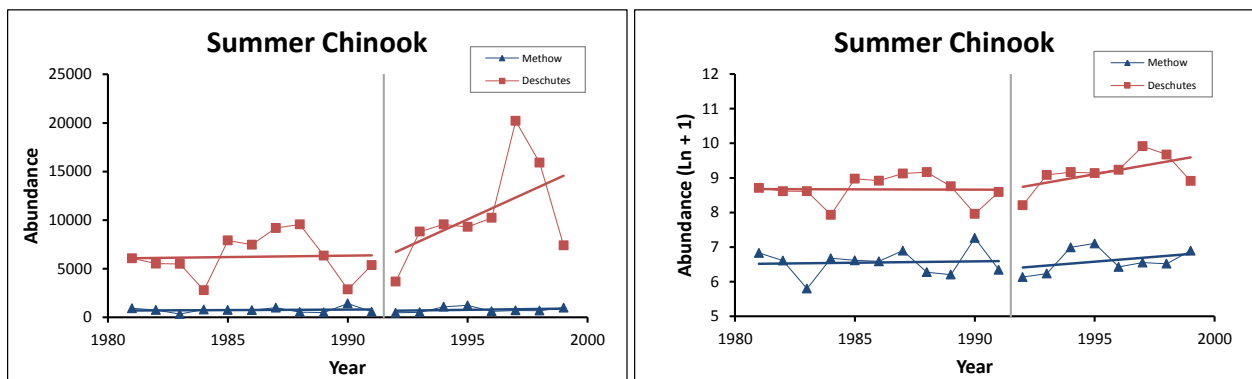 Summer Chinook
Methow
Deschutes
25000
20000
15000
10000
5000
0
Abundance
1980 1985 1990 1995 2000
Year
Summer Chinook
Methow
Deschutes
12
11
10
9
8
7
6
5
Abundance (Ln + 1)
1980 1985 1990 1995 2000
Year